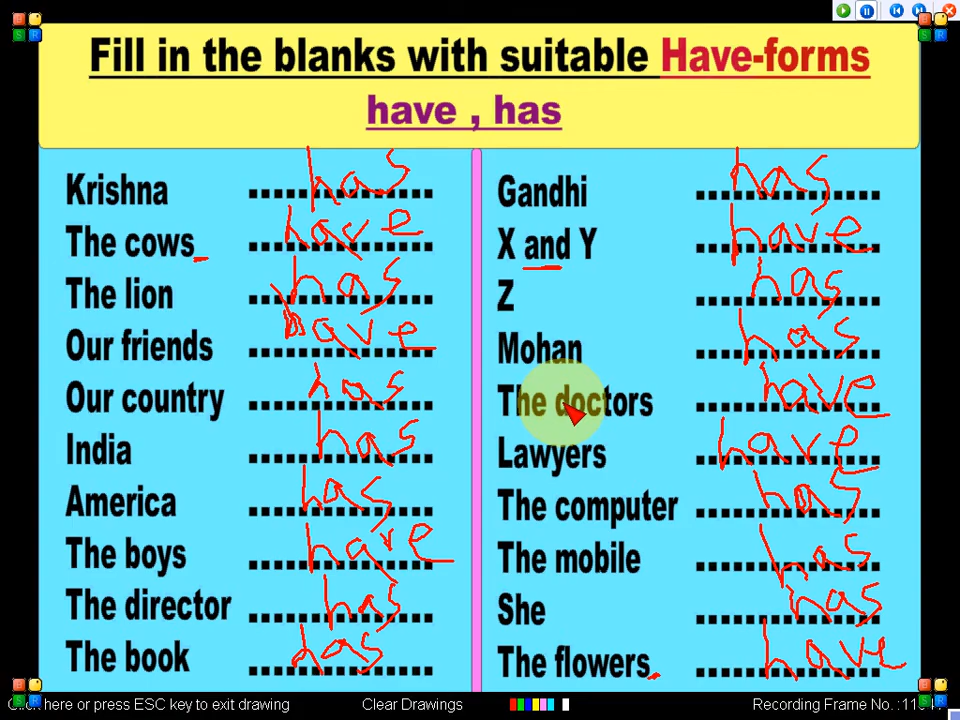 Fill in the blanks with suitable Have-forms
have , has
Krishna ............... has
The cows ............... have
The lion ............... has
Our friends ............... have
Our country ............... has
India ............... has
America ............... has
The boys ............... have
The director ............... has
The book ............... has
Gandhi ............... has
X and Y ............... have
Z ............... has
Mohan ............... has
The doctors ............... have
Lawyers ............... have
The computer ............... has
The mobile ............... has
She ............... has
The flowers ............... have
here or press ESC key to exit drawing Clear Drawings Recording Frame No. :